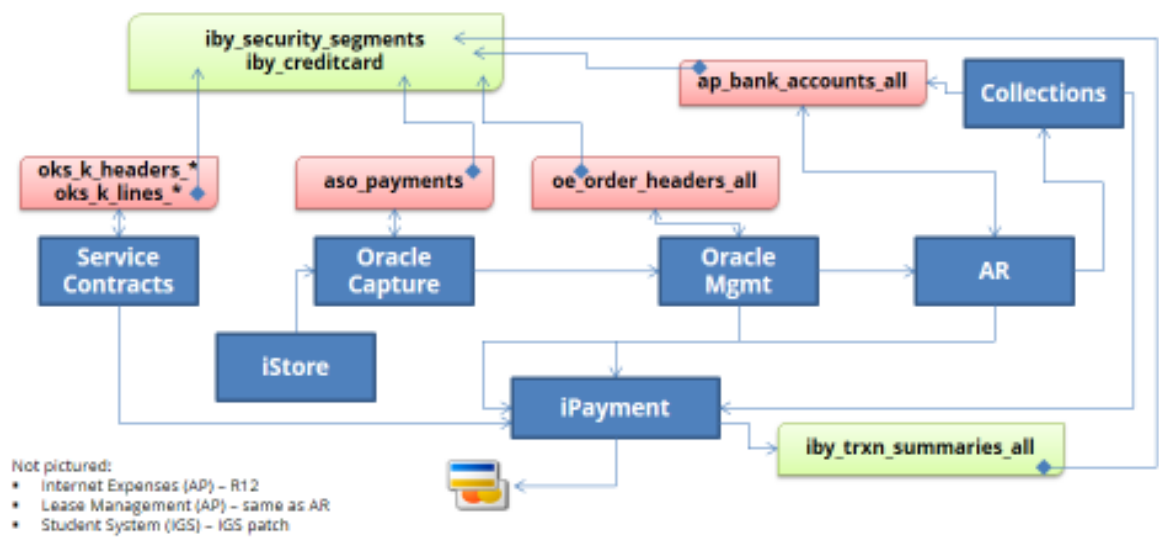 iby_security_segments
iby_creditcard
ap_bank_accounts_all
Collections
oks_k_headers_*
oks_k_lines_*
aso_payments
oe_order_headers_all
Service
Contracts
Oracle
Capture
Oracle
Mgmt
AR
iStore
iPayment
iby_trxn_summaries_all
Not pictured:
▪ Internet Expenses (AP) – R12
▪ Lease Management (AP) – same as AR
▪ Student System (IGS) – IGS patch